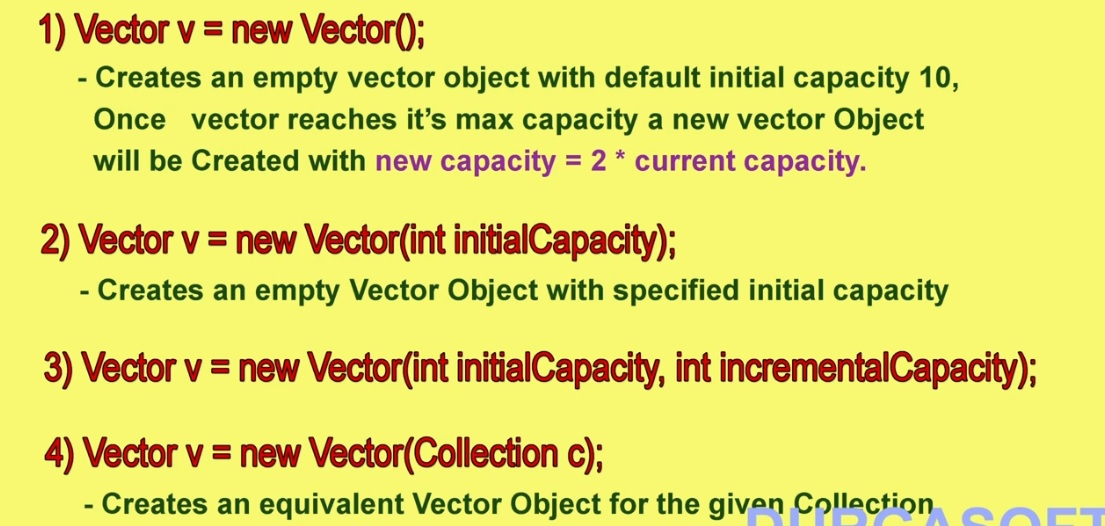 1) Vector v = new Vector();
- Creates an empty vector object with default initial capacity 10,
Once vector reaches it's max capacity a new vector Object
will be Created with new capacity = 2 * current capacity.
2) Vector v = new Vector(int initialCapacity);
- Creates an empty Vector Object with specified initial capacity
3) Vector v = new Vector(int initialCapacity, int incrementalCapacity);
4) Vector v = new Vector(Collection c);
- Creates an equivalent Vector Object for the given Collection
DURGASOFT